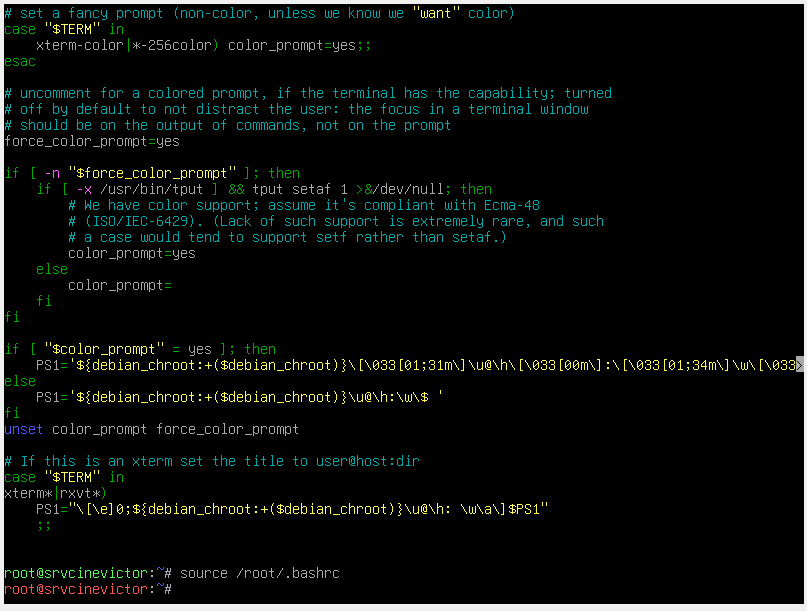 # set a fancy prompt (non-color, unless we know we "want" color)
case "$TERM" in
    xterm-color|*-256color) color_prompt=yes;;
esac

# uncomment for a colored prompt, if the terminal has the capability; turned
# off by default to not distract the user: the focus in a terminal window
# should be on the output of commands, not on the prompt
force_color_prompt=yes

if [ -n "$force_color_prompt" ]; then
    if [ -x /usr/bin/tput ] && tput setaf 1 >&/dev/null; then
        # We have color support; assume it's compliant with Ecma-48
        # (ISO/IEC-6429). (Lack of such support is extremely rare, and such
        # a case would tend to support setf rather than setaf.)
        color_prompt=yes
    else
        color_prompt=
    fi
fi

if [ "$color_prompt" = yes ]; then
    PS1='${debian_chroot:+($debian_chroot)}\[\033[01;31m\]\u@\h\[\033[00m\]:\[\033[01;34m\]\w\[\033>
else
    PS1='${debian_chroot:+($debian_chroot)}\u@\h:\w\$ '
fi
unset color_prompt force_color_prompt

# If this is an xterm set the title to user@host:dir
case "$TERM" in
xterm*|rxvt*)
    PS1="\[\e]0;${debian_chroot:+($debian_chroot)}\u@\h: \w\a\]$PS1"
    ;;

root@srvcinevictor:~# source /root/.bashrc
root@srvcinevictor:~#